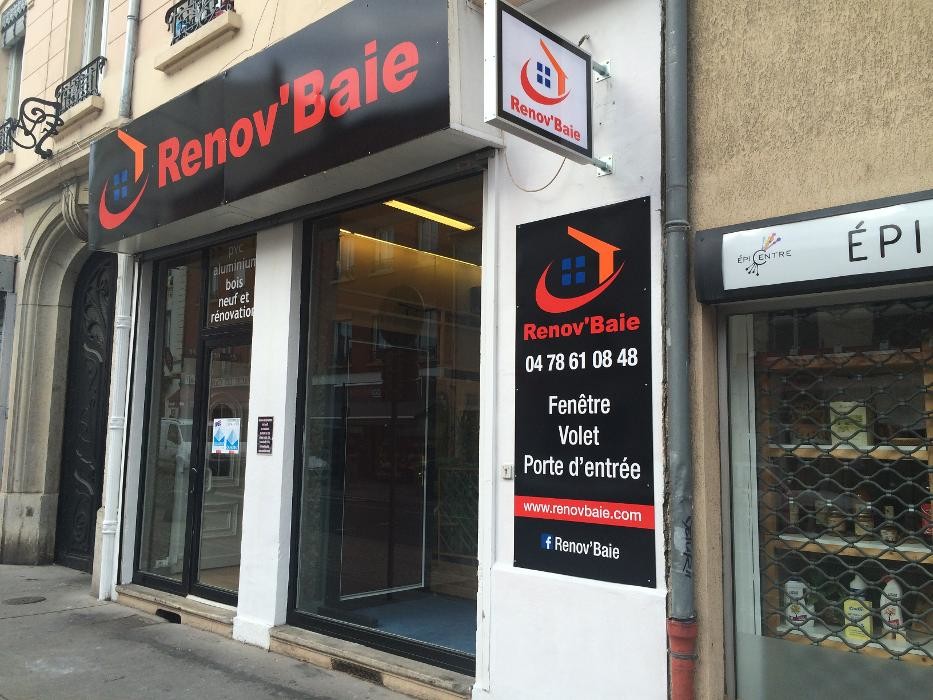 Renov'Baie
Renov'Baie
pvc
aluminium
bois
neuf et
rénovation
Renov'Baie
04 78 61 08 48
Fenêtre
Volet
Porte d'entrée
www.renovbaie.com
f Renov'Baie
ÉPICENTRE
ÉPI